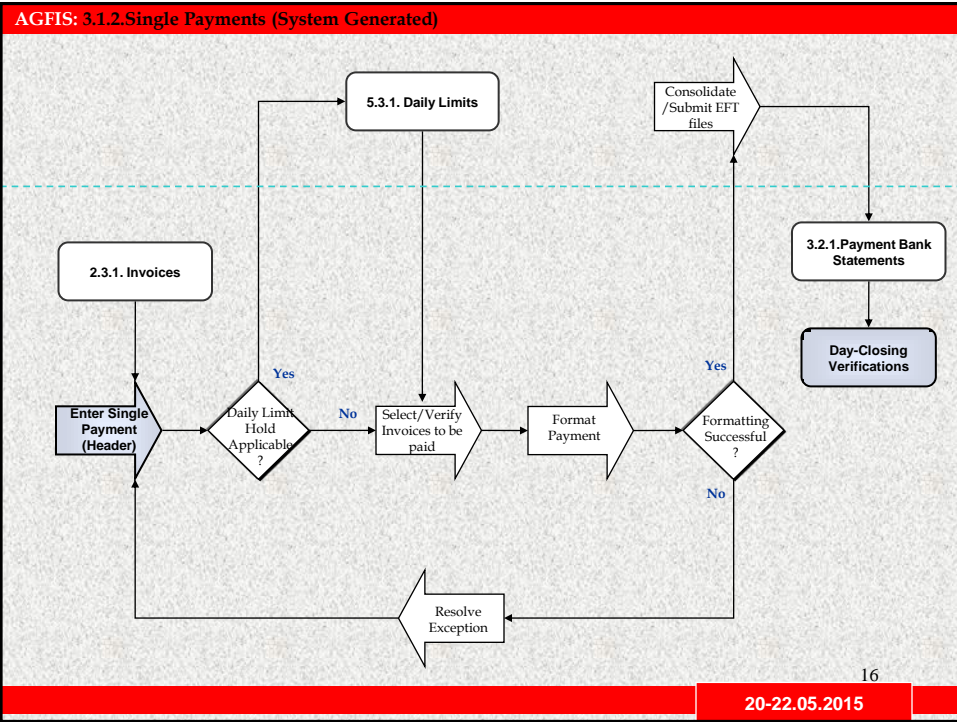 AGFIS: 3.1.2.Single Payments (System Generated)
Consolidate
/Submit EFT
files
5.3.1. Daily Limits
3.2.1.Payment Bank
Statements
2.3.1. Invoices
Day-Closing
Verifications
Yes
Yes
Enter Single
Payment
(Header)
Daily Limit
Hold
Applicable
?
No
Select/Verify
Invoices to be
paid
Format
Payment
Formatting
Successful
?
No
Resolve
Exception
16
20-22.05.2015